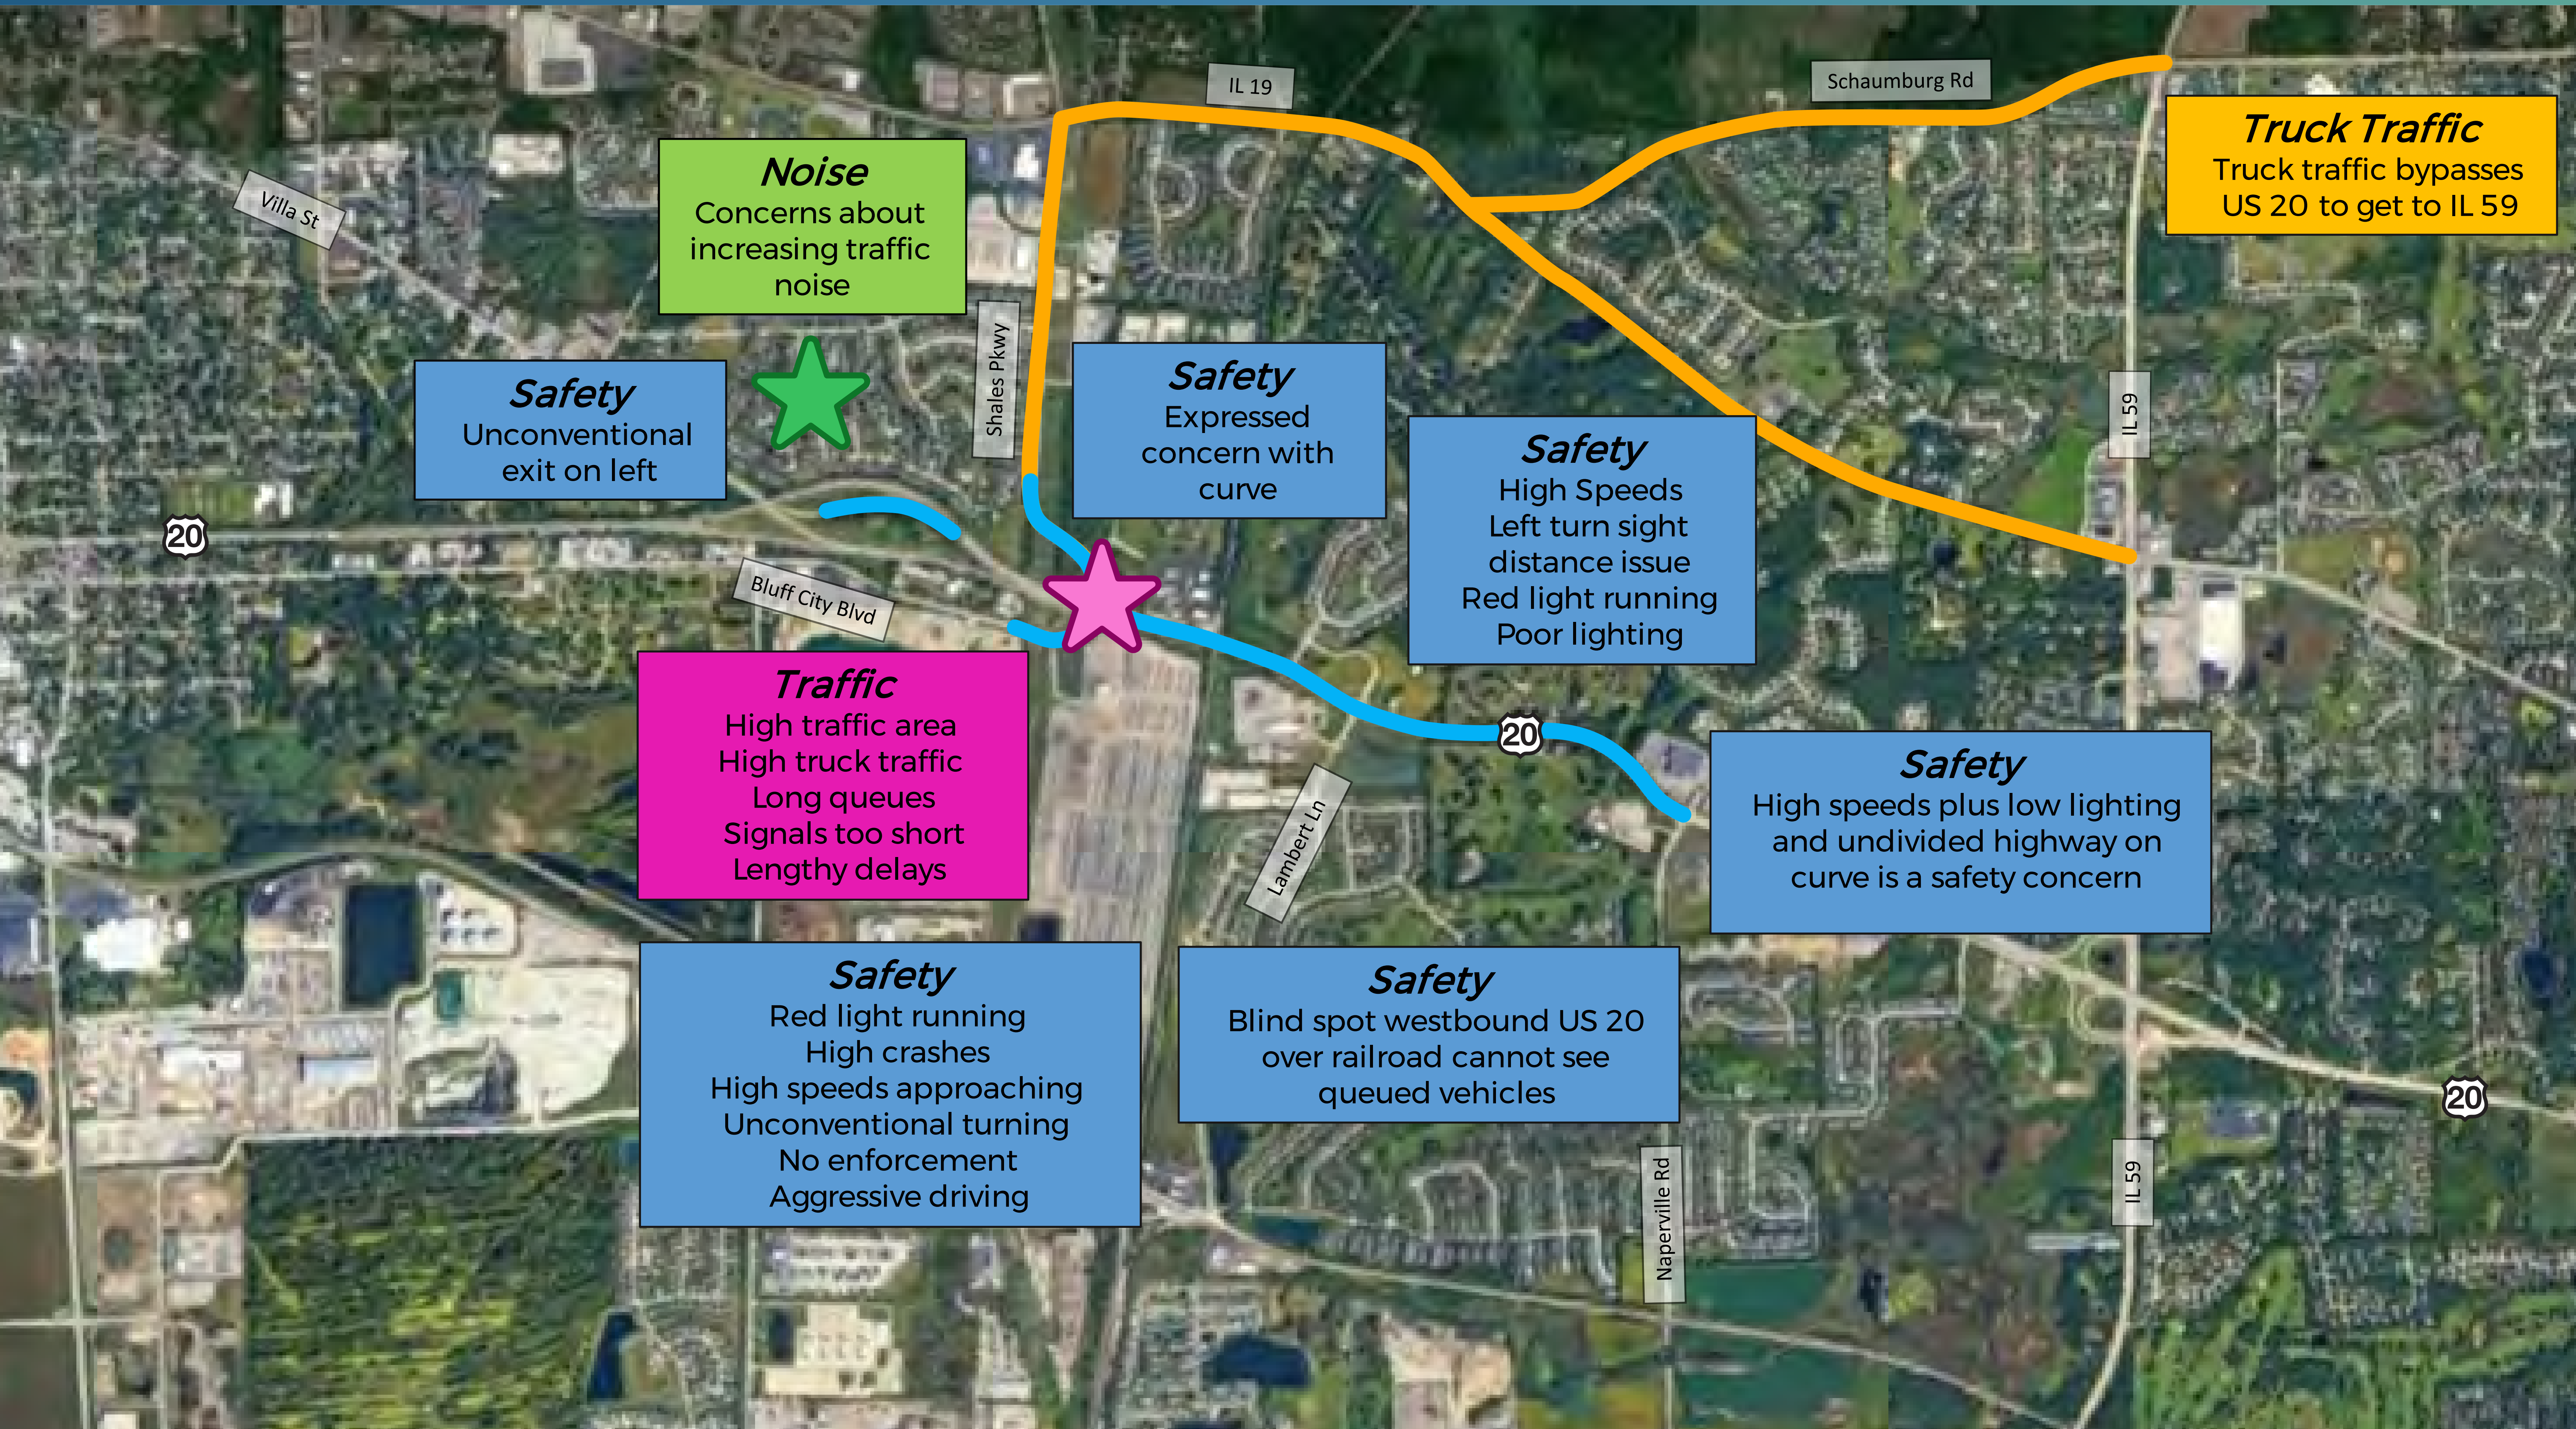 IL 19
Schaumburg Rd
Truck Traffic
Truck traffic bypasses
US 20 to get to IL 59
Noise
Concerns about
increasing traffic
noise
Villa St
Shales Pkwy
Safety
Unconventional
exit on left
Safety
Expressed
concern with
curve
IL 59
Safety
High Speeds
Left turn sight
distance issue
Red light running
Poor lighting
20
Bluff City Blvd
Traffic
High traffic area
High truck traffic
Long queues
Signals too short
Lengthy delays
20
Safety
High speeds plus low lighting
and undivided highway on
curve is a safety concern
Lambert Ln
Safety
Red light running
High crashes
High speeds approaching
Unconventional turning
No enforcement
Aggressive driving
Safety
Blind spot westbound US 20
over railroad cannot see
queued vehicles
20
Naperville Rd
IL 59